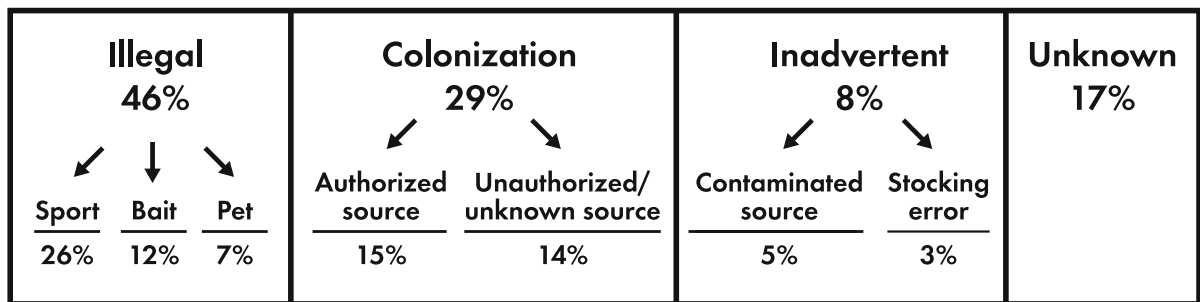 Illegal
46%
Sport Bait Pet
26% 12% 7%
Colonization
29%
Authorized
source
15%
Unauthorized/
unknown source
14%
Inadvertent
8%
Contaminated
source
5%
Stocking
error
3%
Unknown
17%